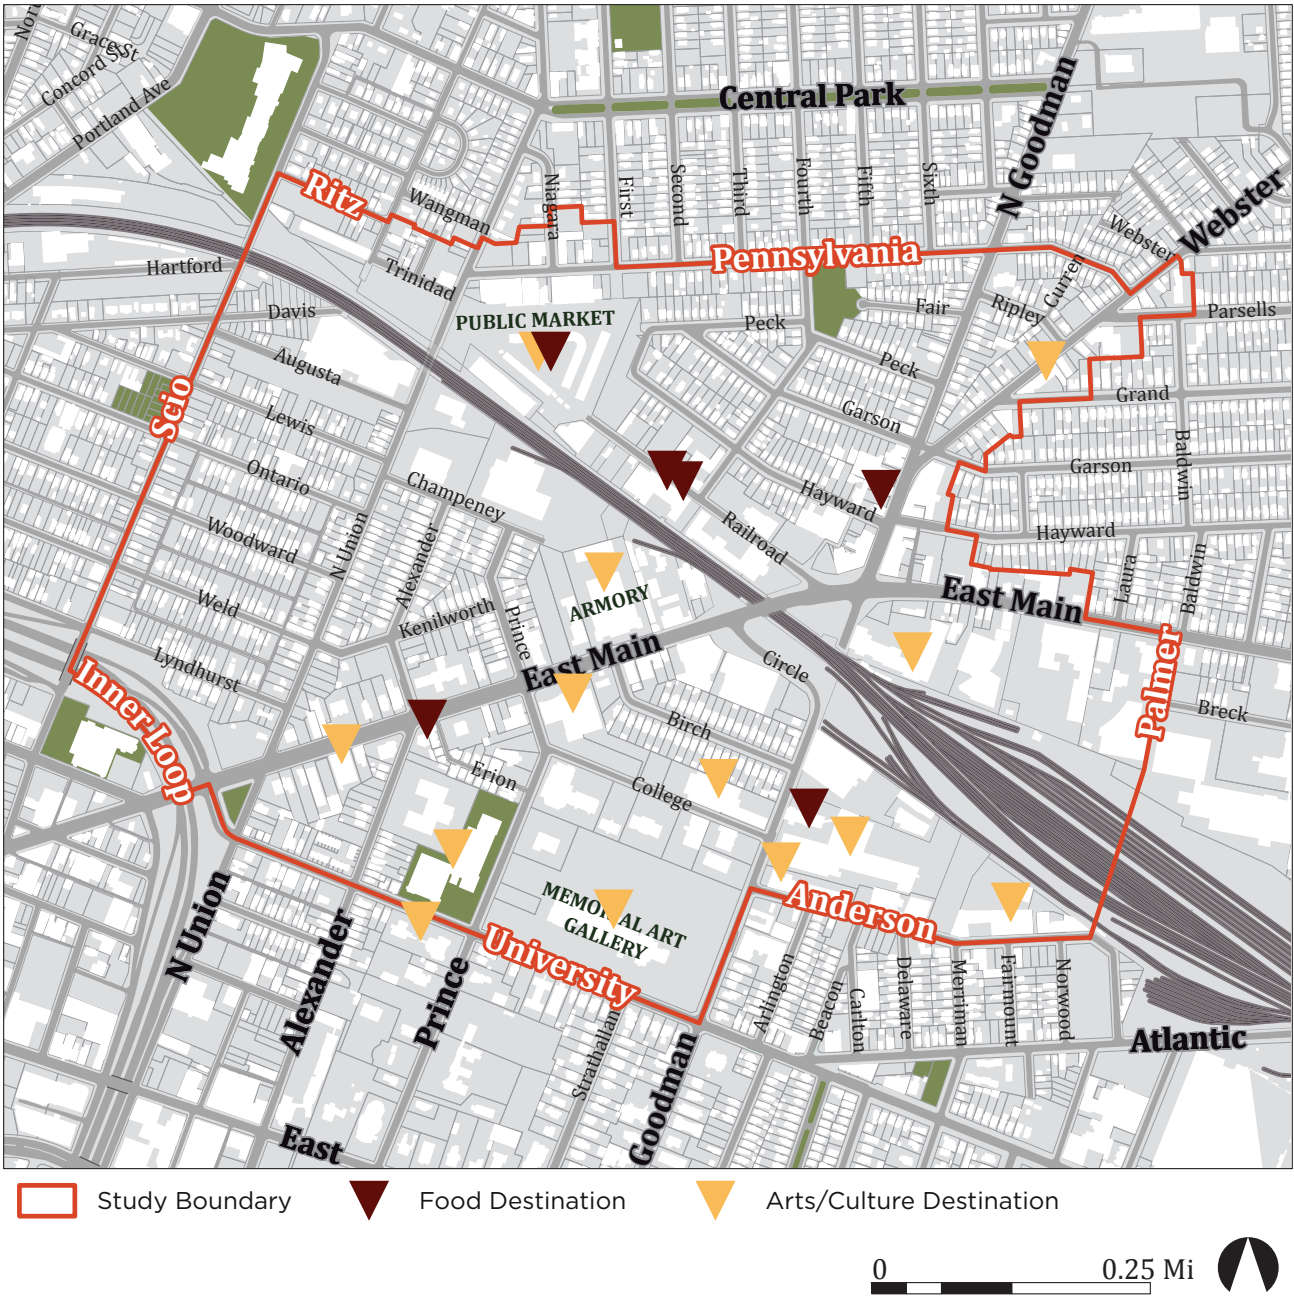 Nor
Graces St
Concord St
Portland Ave
Central Park
N Goodman
Ritz
Wangman
Niagara
First
Second
Third
Fourth
Fifth
Sixth
Webster
Webster
Pennsylvania
Hartford
Trinidad
Curren
Ripley
Fair
Parsells
Davis
PUBLIC MARKET
Peck
Augusta
Peck
Scio
Lewis
Garson
Grand
Baldwin
Ontario
Champeney
Hayward
Garson
Woodward
N Union
Alexander
Railroad
Hayward
Weld
Kenilworth
Prince
ARMORY
East Main
Laura
Baldwin
Lyndhurst
East Main
Circle
Palmer
Inner Loop
Birch
Breck
Erion
College
MEMORIAL ART
GALLERY
Anderson
N Union
Alexander
Prince
University
Arlington
Beacon
Carlton
Delaware
Merriman
Fairmount
Norwood
Strathallan
Goodman
Atlantic
East
Study Boundary
Food Destination
Arts/Culture Destination
0 0.25 Mi